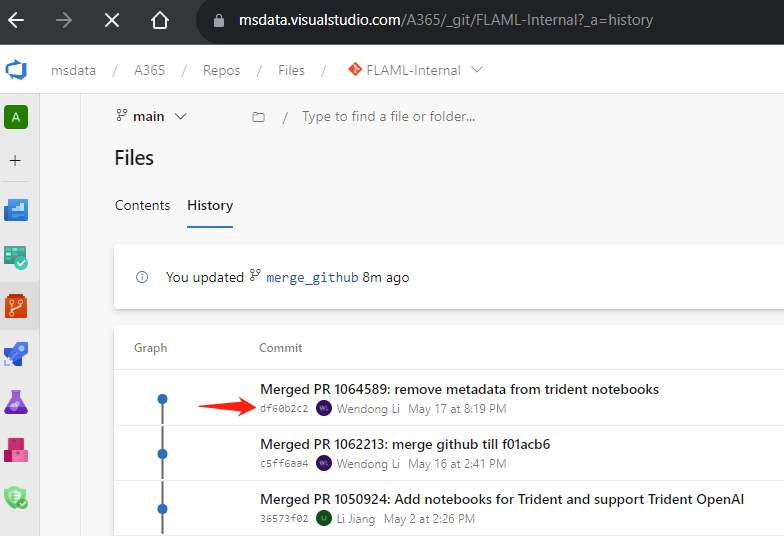 msdata.visualstudio.com/A365/_git/FLAML-Internal?_a=history
msdata / A365 / Repos / Files / FLAML-Internal
A
main / Type to find a file or folder...
Files
Contents History
You updated merge_github 8m ago
Graph Commit
Merged PR 1064589: remove metadata from trident notebooks
df60b2c2 WL Wendong Li May 17 at 8:19 PM
Merged PR 1062213: merge github till f01acb6
c5ff6aa4 WL Wendong Li May 16 at 2:41 PM
Merged PR 1050924: Add notebooks for Trident and support Trident OpenAI
36573f02 Li Jiang May 2 at 2:26 PM